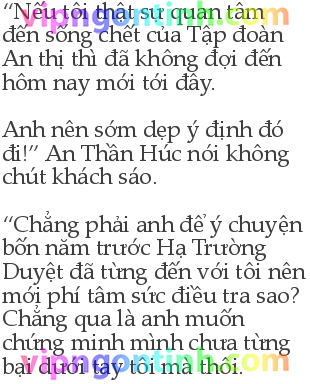 “Nếu tôi thật sự quan tâm
đến sống chết của Tập đoàn
An thị thì đã không đợi đến
hôm nay mới tới đây.
Anh nên sớm dẹp ý định đó
đi!” An Thần Húc nói không
chút khách sáo.
“Chẳng phải anh để ý chuyện
bốn năm trước Hạ Trường
Duyệt đã từng đến với tôi nên
mới phí tâm sức điều tra sao?
Chẳng qua là anh muốn
chứng minh mình chưa từng
bại dưới tay tôi mà thôi.
vipngontinh.com
vipngontinh.com